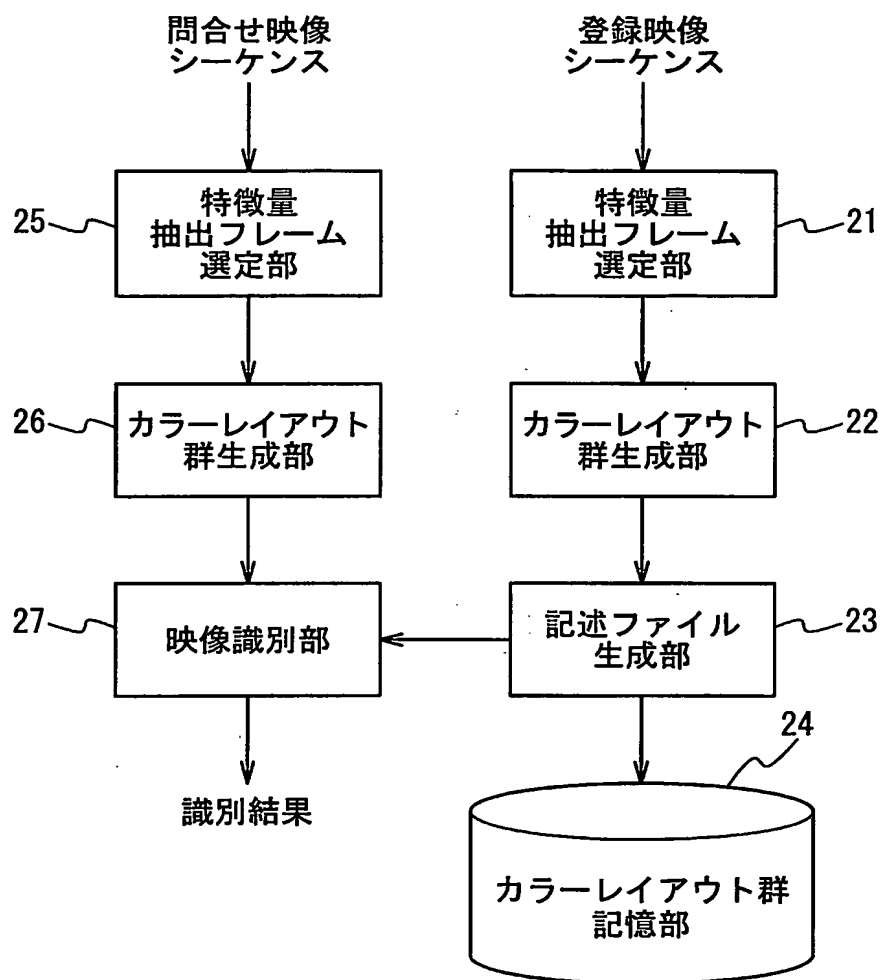 問合せ映像
シーケンス
登録映像
シーケンス
25
特徴量
抽出フレーム
選定部
特徴量
抽出フレーム
選定部
21
26
カラーレイアウト
群生成部
カラーレイアウト
群生成部
22
27
映像識別部
記述ファイル
生成部
23
24
識別結果
カラーレイアウト群
記憶部